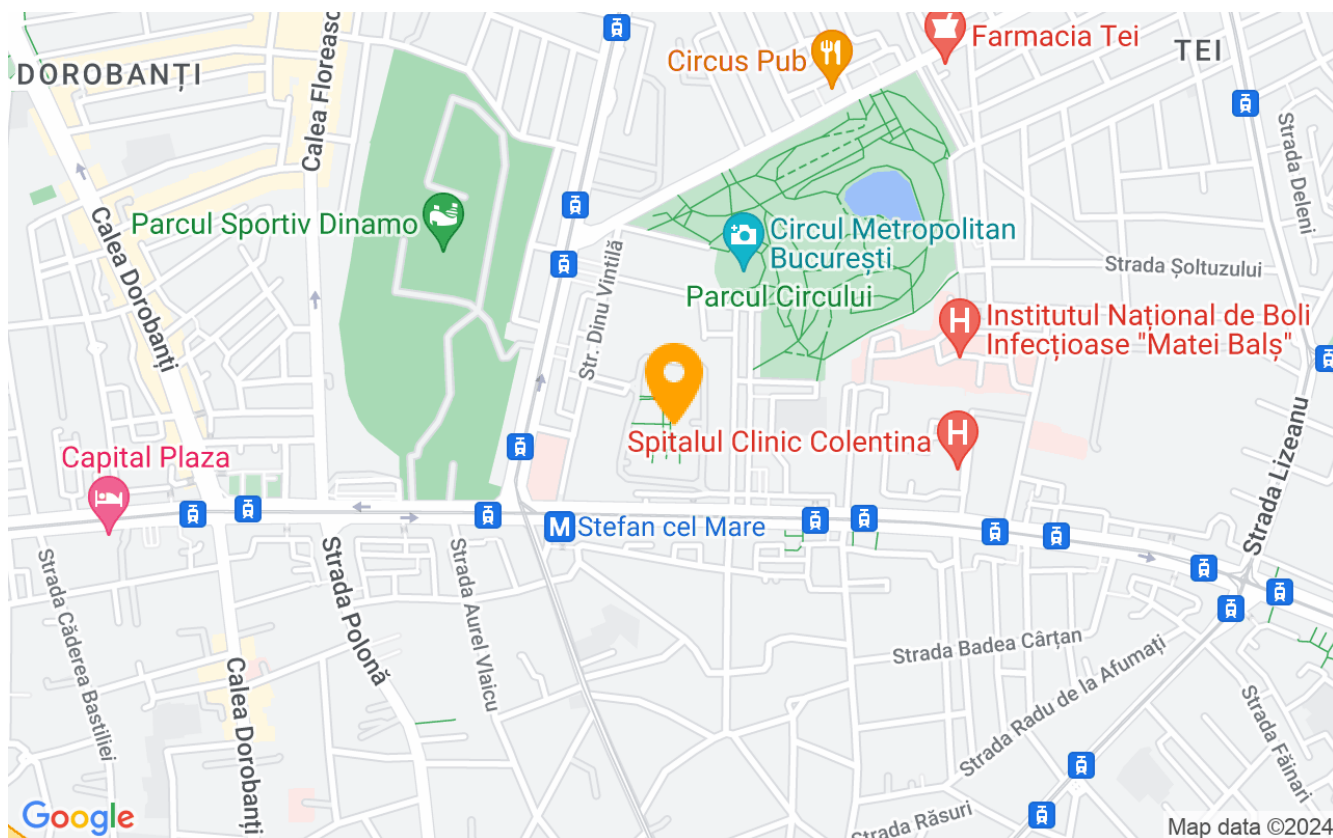 DOROBANȚI
Calea Floreasc
Circus Pub
Farmacia Tei
TEI
Strada Deleni
Calea Dorobanți
Parcul Sportiv Dinamo
Str. Dinu Vintilă
Circul Metropolitan
București
Parcul Circului
Strada Șoltuzului
H
Institutul Național de Boli
Infecțioase "Matei Balș"
Capital Plaza
Spitalul Clinic Colentina
H
Strada Lizeanu
M
Stefan cel Mare
Strada Căderea Bastiliei
Strada Polonă
Strada Aurel Vlaicu
Strada Badea Cârțan
Strada Radu de la Afumați
Strada Făinari
Calea Dorobanți
Strada Răsuri
Google
Map data ©2024